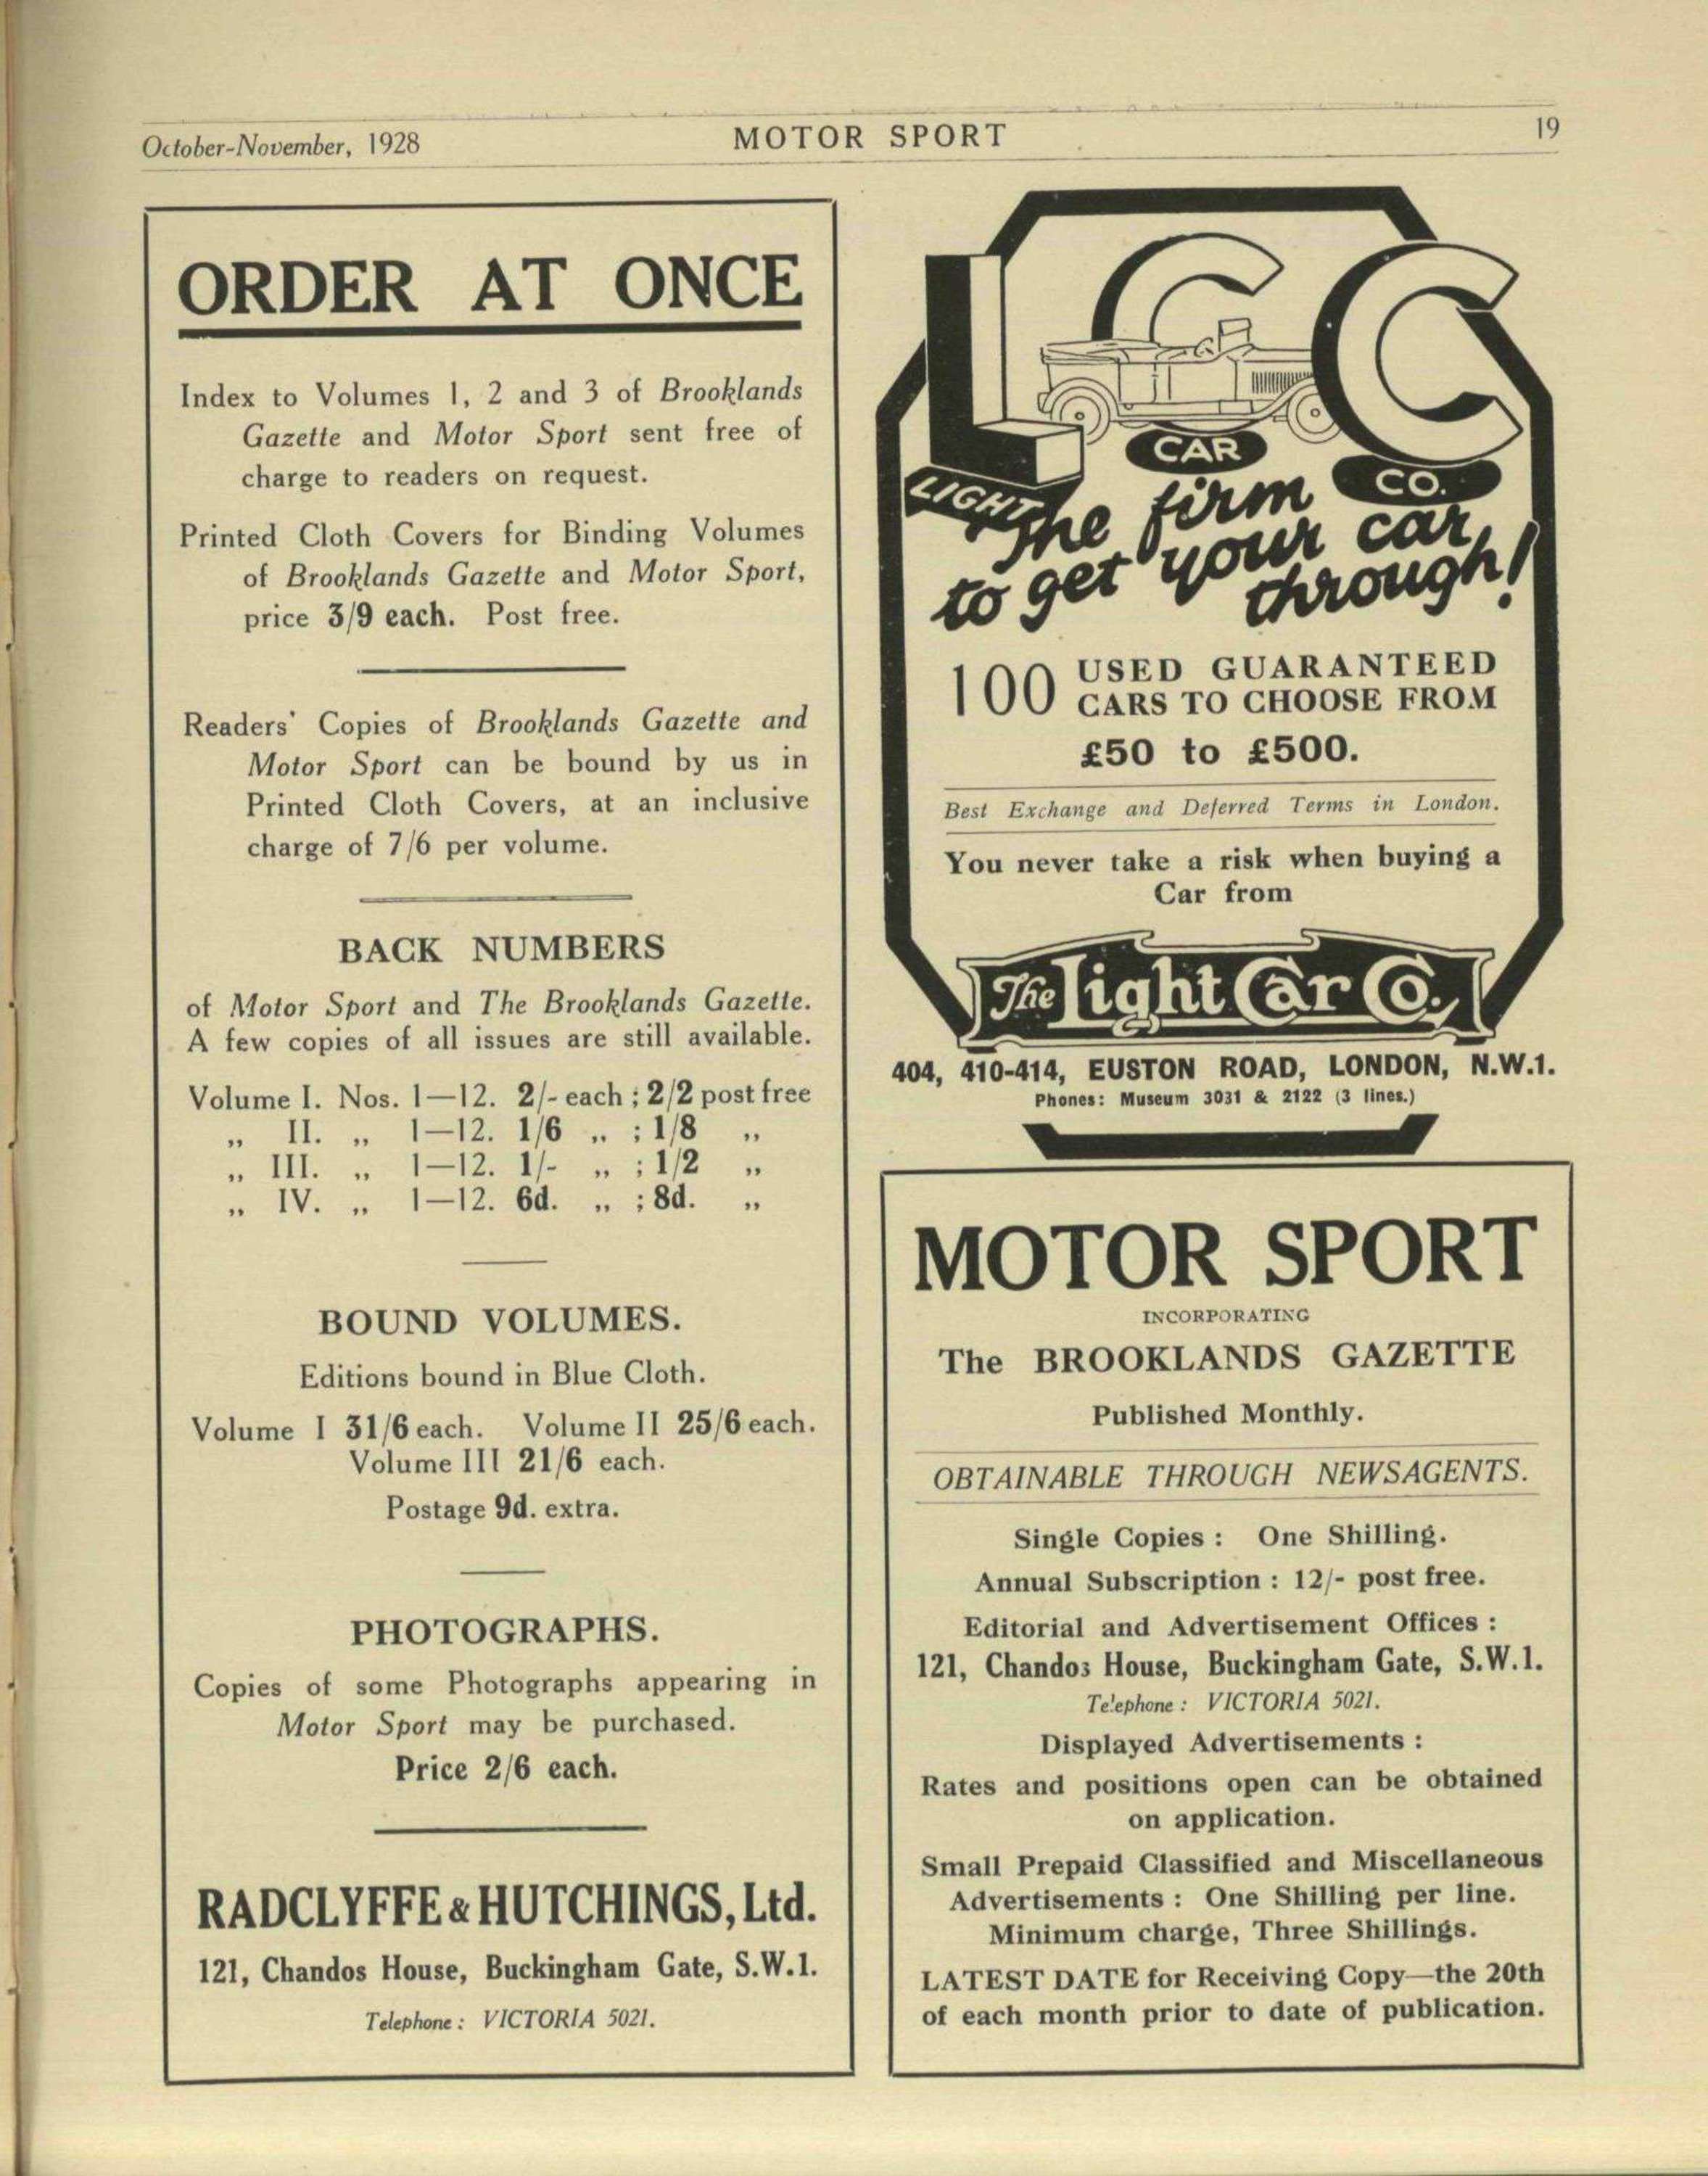 October-November, 1928
MOTOR SPORT
19
ORDER AT ONCE
Index to Volumes 1, 2 and 3 of Brooklands
Gazette and Motor Sport sent free of
charge to readers on request.
Printed Cloth Covers for Binding Volumes
of Brooklands Gazette and Motor Sport,
price 3/9 each. Post free.
Readers' Copies of Brooklands Gazette and
Motor Sport can be bound by us in
Printed Cloth Covers, at an inclusive
charge of 7/6 per volume.
BACK NUMBERS
of Motor Sport and The Brooklands Gazette.
A few copies of all issues are still available.
Volume I. Nos. 1—12. 2/- each ; 2/2 post free
„ II. „ 1—12. 1/6 „ ; 1/8 „
„ III. „ 1—12. 1/- „ ; 1/2 „
„ IV. „ 1—12. 6d. „ ; 8d. „
BOUND VOLUMES.
Editions bound in Blue Cloth.
Volume I 31/6 each. Volume II 25/6 each.
Volume III 21/6 each.
Postage 9d. extra.
PHOTOGRAPHS.
Copies of some Photographs appearing in
Motor Sport may be purchased.
Price 2/6 each.
RADCLYFFE & HUTCHINGS, Ltd.
121, Chandos House, Buckingham Gate, S.W.1.
Telephone : VICTORIA 5021.
LCC
LIGHT CAR CO.
The firm
to get your car
through!
100 USED GUARANTEED
CARS TO CHOOSE FROM
£50 to £500.
Best Exchange and Deferred Terms in London.
You never take a risk when buying a
Car from
The Light Car Co.
404, 410-414, EUSTON ROAD, LONDON, N.W.1.
Phones: Museum 3031 & 2122 (3 lines.)
MOTOR SPORT
INCORPORATING
The BROOKLANDS GAZETTE
Published Monthly.
OBTAINABLE THROUGH NEWSAGENTS.
Single Copies : One Shilling.
Annual Subscription : 12/- post free.
Editorial and Advertisement Offices :
121, Chandos House, Buckingham Gate, S.W.1.
Telephone : VICTORIA 5021.
Displayed Advertisements :
Rates and positions open can be obtained
on application.
Small Prepaid Classified and Miscellaneous
Advertisements : One Shilling per line.
Minimum charge, Three Shillings.
LATEST DATE for Receiving Copy—the 20th
of each month prior to date of publication.